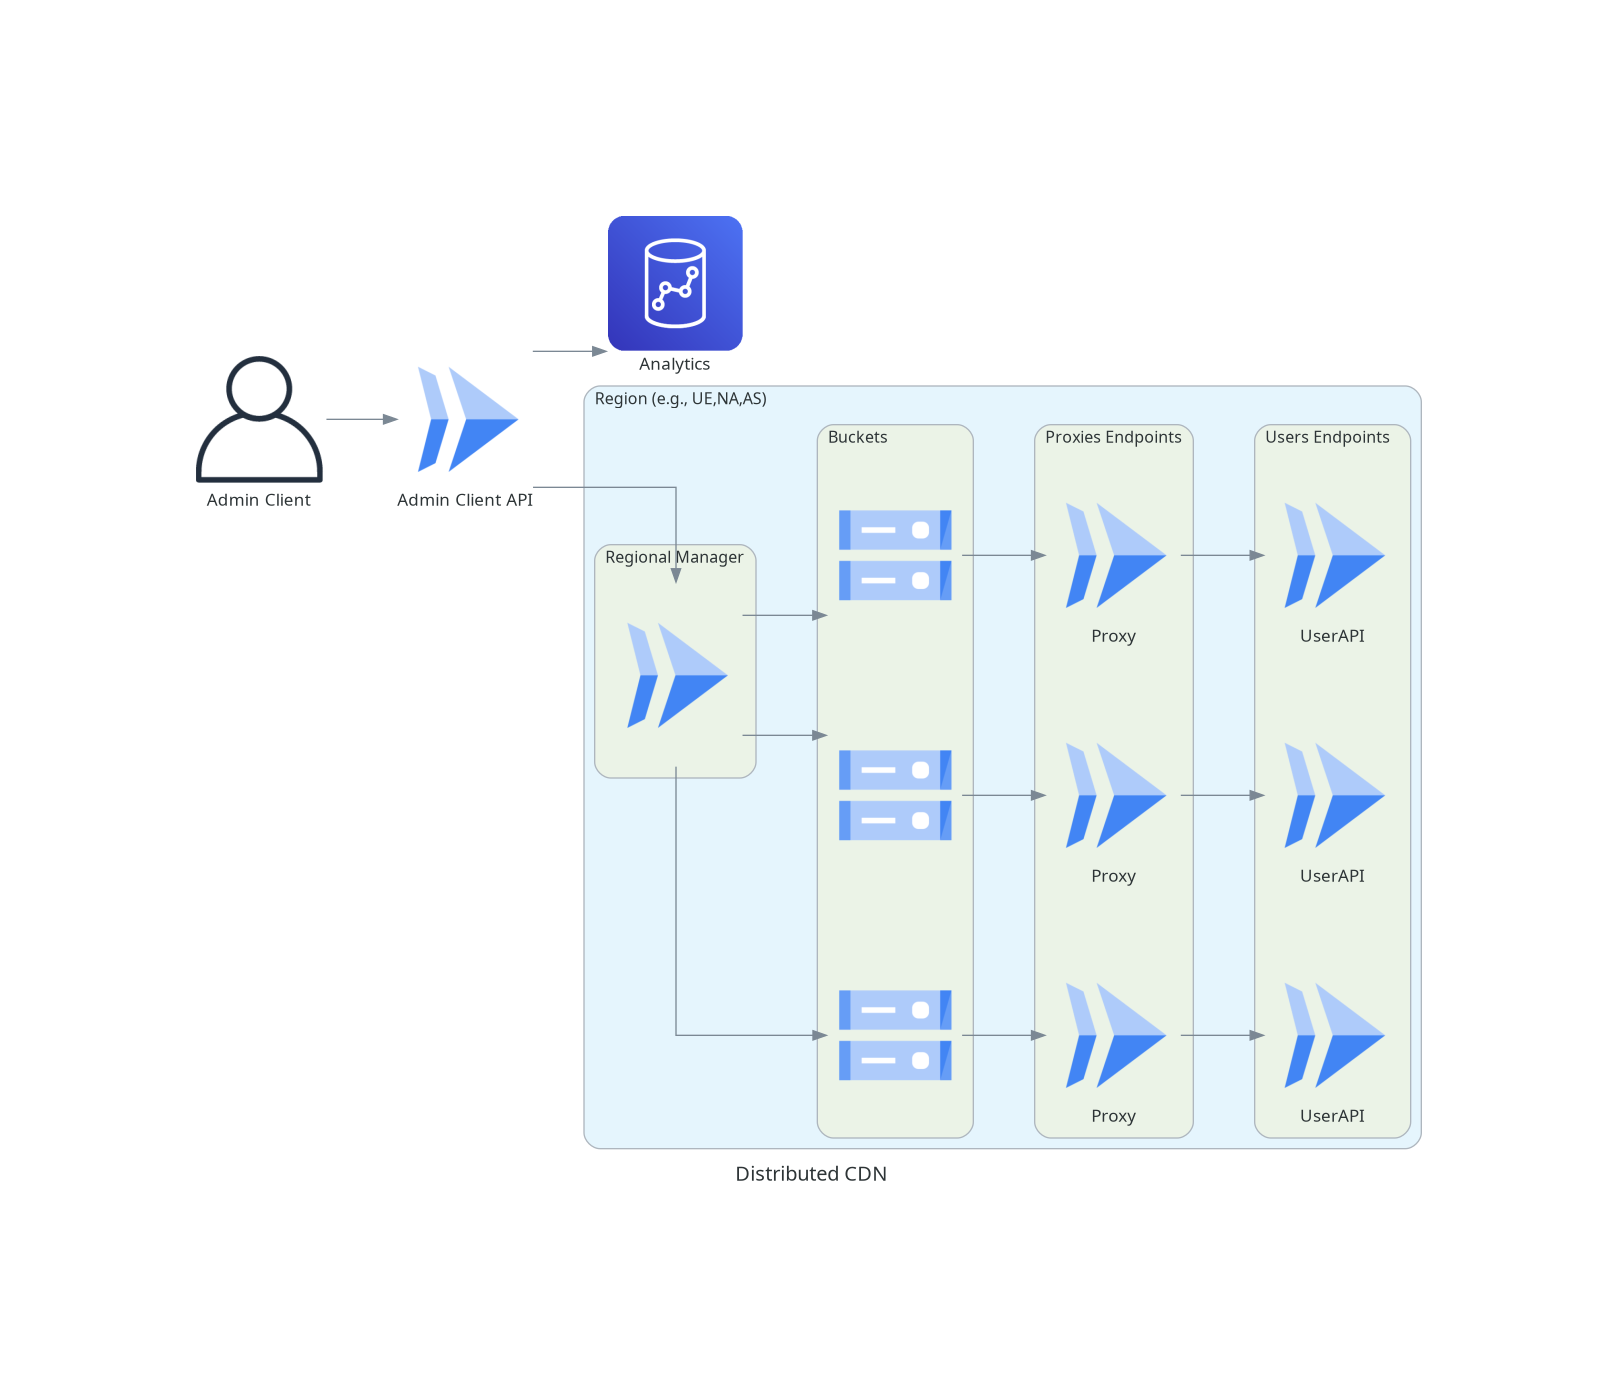 Analytics
Admin Client
Admin Client API
Region (e.g., UE,NA,AS)
Regional Manager
Buckets
Proxies Endpoints
Users Endpoints
Proxy
UserAPI
Proxy
UserAPI
Proxy
UserAPI
Distributed CDN